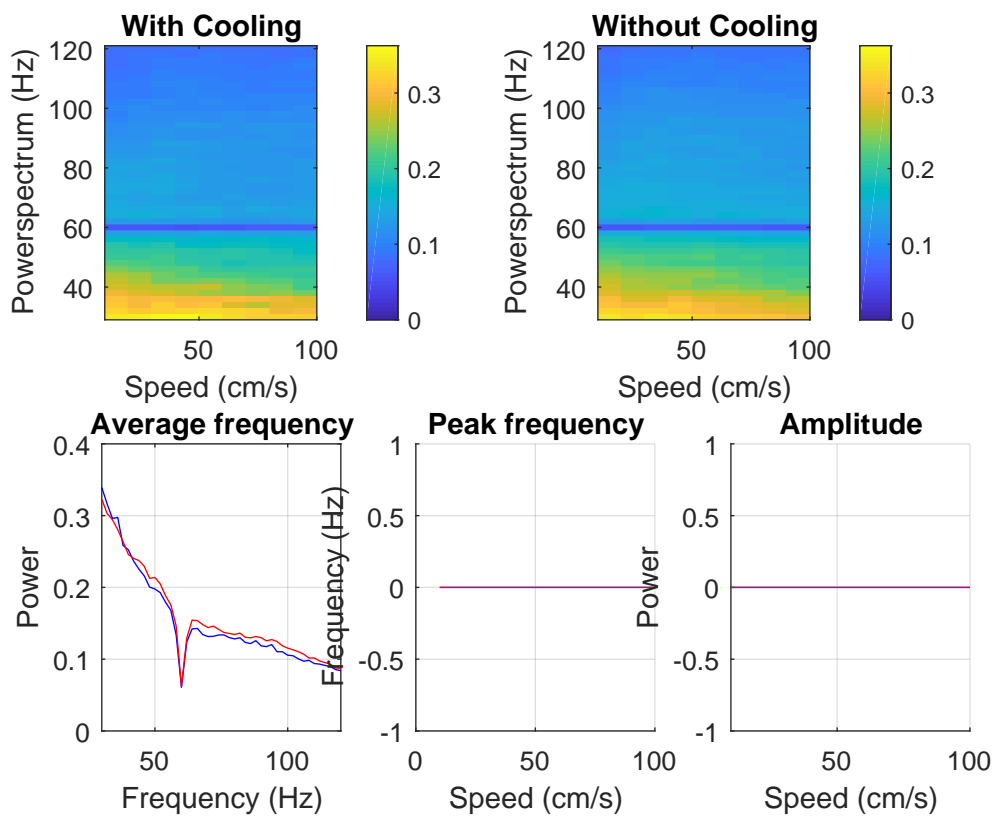 With Cooling
Without Cooling
Powerspectrum (Hz)
120
100
80
60
40
50
100
Speed (cm/s)
0.3
0.2
0.1
0
Powerspectrum (Hz)
120
100
80
60
40
50
100
Speed (cm/s)
0.3
0.2
0.1
0
Average frequency
Power
0.4
0.3
0.2
0.1
0
50
100
Frequency (Hz)
Peak frequency
Frequency (Hz)
1
0.5
0
-0.5
-1
0
50
100
Speed (cm/s)
Amplitude
Power
1
0.5
0
-0.5
-1
50
100
Speed (cm/s)